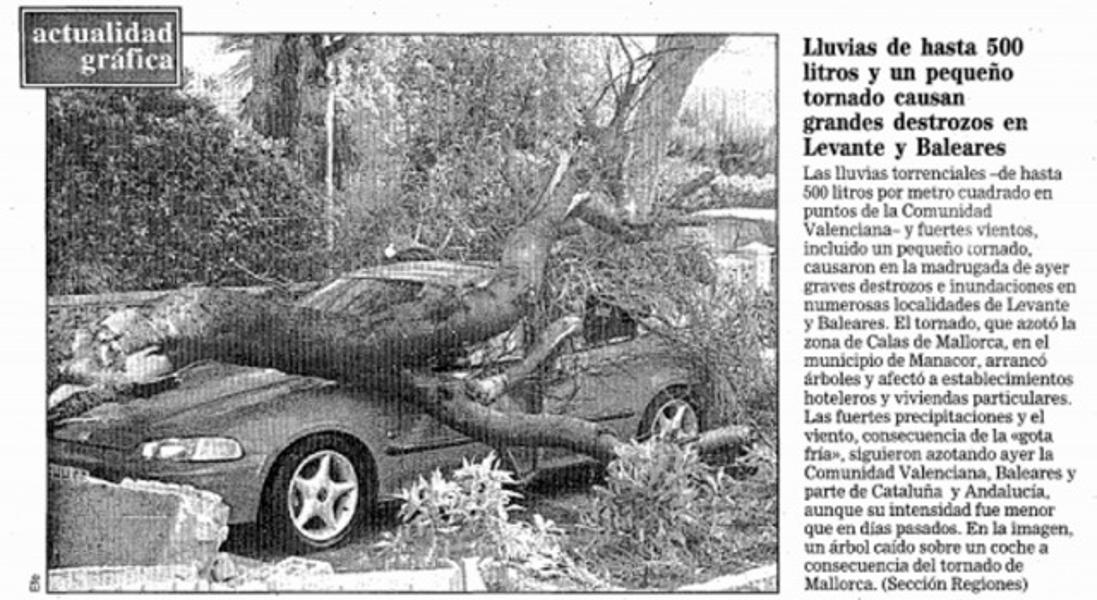 actualidad
gráfica
Lluvias de hasta 500
litros y un pequeño
tornado causan
grandes destrozos en
Levante y Baleares
Las lluvias torrenciales –de hasta
500 litros por metro cuadrado en
puntos de la Comunidad
Valenciana– y fuertes vientos,
incluido un pequeño tornado,
causaron en la madrugada de ayer
graves destrozos e inundaciones en
numerosas localidades de Levante
y Baleares. El tornado, que azotó la
zona de Calas de Mallorca, en el
municipio de Manacor, arrancó
árboles y afectó a establecimientos
hoteleros y viviendas particulares.
Las fuertes precipitaciones y el
viento, consecuencia de la «gota
fría», siguieron azotando ayer la
Comunidad Valenciana, Baleares y
parte de Cataluña y Andalucía,
aunque su intensidad fue menor
que en días pasados. En la imagen,
un árbol caído sobre un coche a
consecuencia del tornado de
Mallorca. (Sección Regiones)
Efe